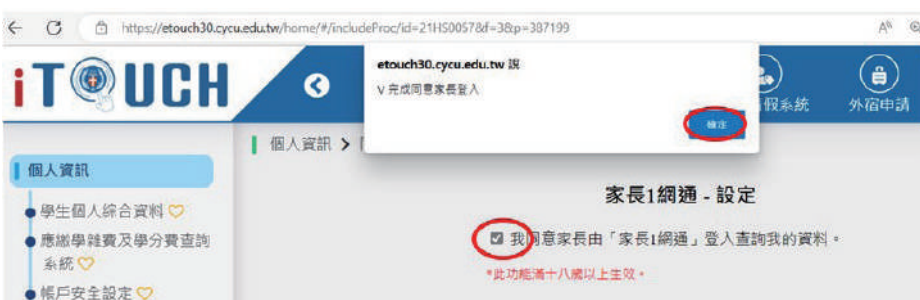 https://etouch30.cycu.edu.tw/home/#/includeProc/id=21HS0057&f=3&p=387199
iTOUCH
etouch30.cycu.edu.tw 說
V 完成同意家長登入
確定
假系統
外宿申請
個人資訊 >
個人資訊
學生個人綜合資料
應繳學雜費及學分費查詢
系統
帳戶安全設定
家長1網通 - 設定
我同意家長由「家長1網通」登入查詢我的資料。
*此功能滿十八歲以上生效。